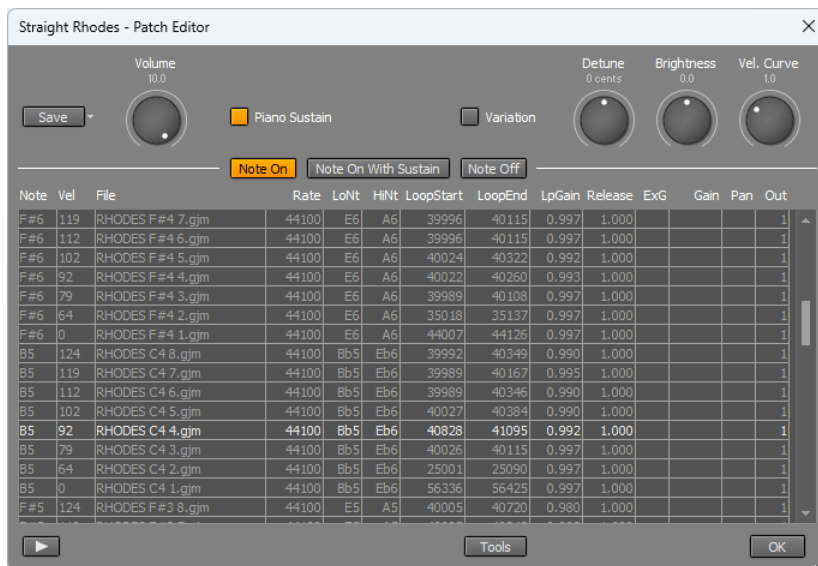 Straight Rhodes - Patch Editor
Volume
10.0
Detune
0 cents
Brightness
0.0
Vel. Curve
1.0
Save
Piano Sustain
Variation
Note On
Note On With Sustain
Note Off
Note Vel File Rate LoNt HiNt LoopStart LoopEnd LpGain Release ExG Gain Pan Out
F#6 119 RHODES F#4 7.gjm 44100 E6 A6 39996 40115 0.997 1.000 1
F#6 112 RHODES F#4 6.gjm 44100 E6 A6 39996 40115 0.997 1.000 1
F#6 102 RHODES F#4 5.gjm 44100 E6 A6 40024 40322 0.992 1.000 1
F#6 92 RHODES F#4 4.gjm 44100 E6 A6 40022 40260 0.993 1.000 1
F#6 79 RHODES F#4 3.gjm 44100 E6 A6 39989 40108 0.997 1.000 1
F#6 64 RHODES F#4 2.gjm 44100 E6 A6 35018 35137 0.997 1.000 1
F#6 0 RHODES F#4 1.gjm 44100 E6 A6 44007 44126 0.997 1.000 1
B5 124 RHODES C4 8.gjm 44100 Bb5 Eb6 39992 40349 0.990 1.000 1
B5 119 RHODES C4 7.gjm 44100 Bb5 Eb6 39989 40167 0.995 1.000 1
B5 112 RHODES C4 6.gjm 44100 Bb5 Eb6 39989 40346 0.990 1.000 1
B5 102 RHODES C4 5.gjm 44100 Bb5 Eb6 40027 40384 0.990 1.000 1
B5 92 RHODES C4 4.gjm 44100 Bb5 Eb6 40828 41095 0.992 1.000 1
B5 79 RHODES C4 3.gjm 44100 Bb5 Eb6 40026 40115 0.997 1.000 1
B5 64 RHODES C4 2.gjm 44100 Bb5 Eb6 25001 25090 0.997 1.000 1
B5 0 RHODES C4 1.gjm 44100 Bb5 Eb6 56336 56425 0.997 1.000 1
F#5 124 RHODES F#3 8.gjm 44100 E5 A5 40005 40720 0.980 1.000 1
Tools
OK